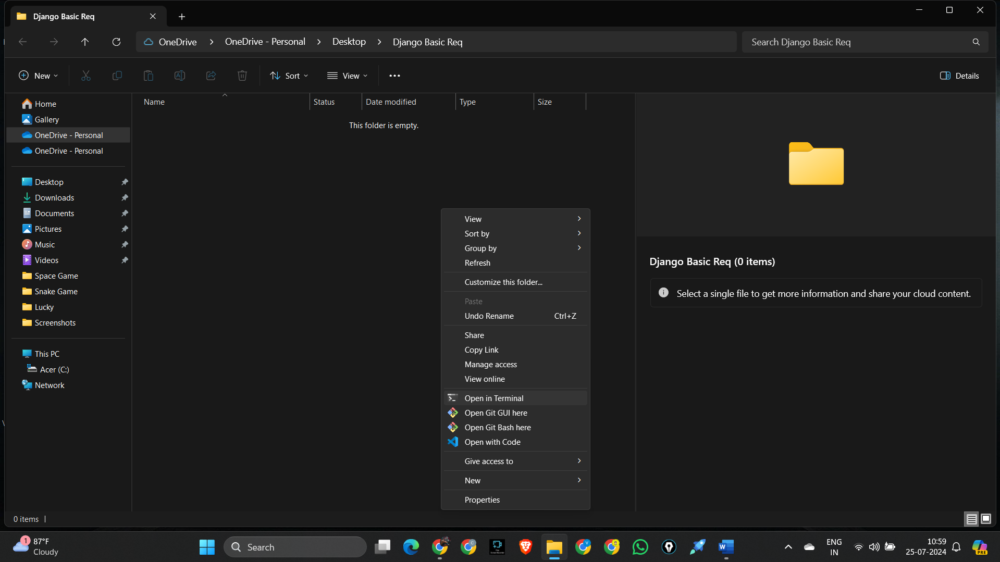 Django Basic Req
OneDrive
OneDrive - Personal
Desktop
Django Basic Req
Search Django Basic Req
New
Sort
View
Details
Home
Gallery
OneDrive - Personal
OneDrive - Personal
Desktop
Downloads
Documents
Pictures
Music
Videos
Space Game
Snake Game
Lucky
Screenshots
This PC
Acer (C:)
Network
Name
Status
Date modified
Type
Size
This folder is empty.
View
Sort by
Group by
Refresh
Customize this folder...
Paste
Undo Rename Ctrl+Z
Share
Copy Link
Manage access
View online
Open in Terminal
Open Git GUI here
Open Git Bash here
Open with Code
Give access to
New
Properties
Django Basic Req (0 items)
Select a single file to get more information and share your cloud content.
0 items
1
87°F
Cloudy
Search
ENG
IN
10:59
25-07-2024
PRE